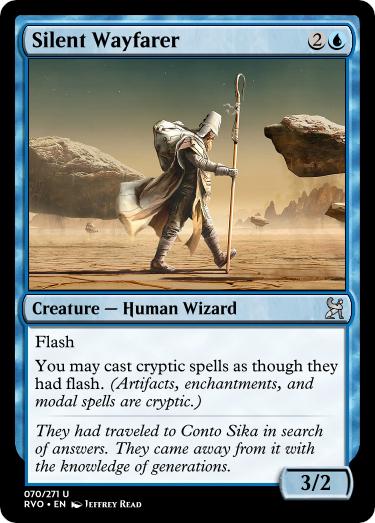 Silent Wayfarer 2
Creature — Human Wizard
Flash
You may cast cryptic spells as though they
had flash. (Artifacts, enchantments, and
modal spells are cryptic.)
They had traveled to Conto Sika in search
of answers. They came away from it with
the knowledge of generations.
3/2
070/271 U
RVO • EN Jeffrey Read